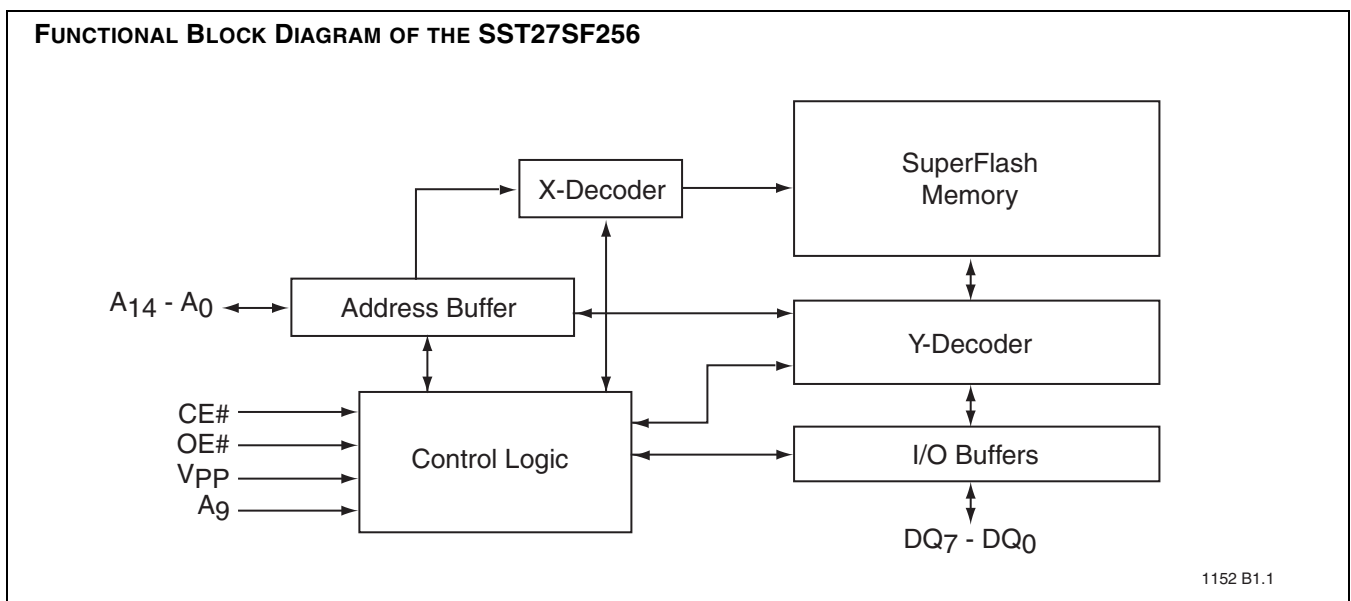 FUNCTIONAL BLOCK DIAGRAM OF THE SST27SF256
SuperFlash
Memory
X-Decoder
A14 - A0
Address Buffer
Y-Decoder
CE#
OE#
VPP
A9
Control Logic
I/O Buffers
DQ7 - DQ0
1152 B1.1